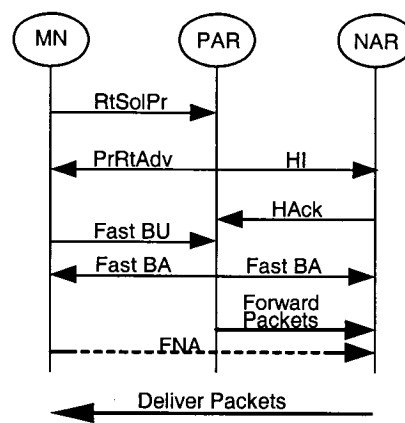 MN PAR NAR
RtSolPr
PrRtAdv HI
HAck
Fast BU
Fast BA Fast BA
Forward
Packets
FNA
Deliver Packets